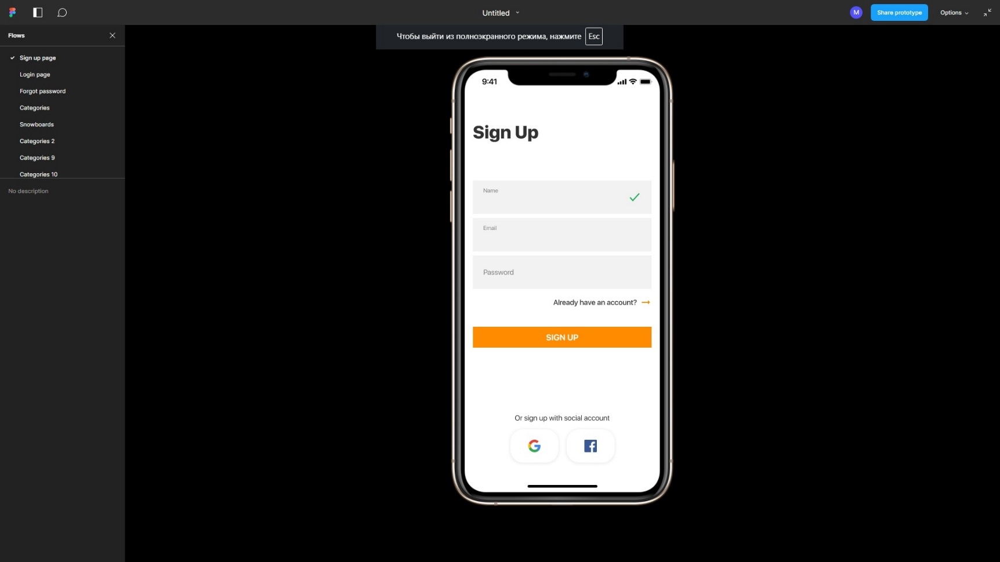 Untitled
M
Share prototype
Options
Flows
Sign up page
Login page
Forgot password
Categories
Snowboards
Categories 2
Categories 9
Categories 10
No description
Чтобы выйти из полноэкранного режима, нажмите Esc
9:41
Sign Up
Name
Email
Password
Already have an account?
SIGN UP
Or sign up with social account